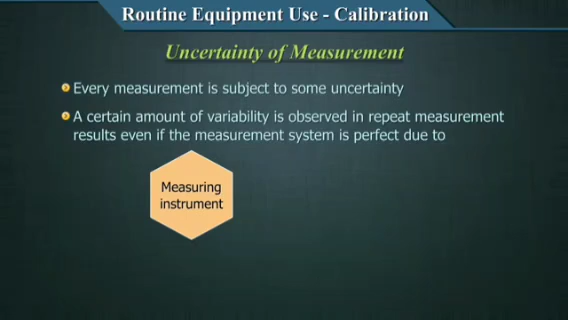 Routine Equipment Use - Calibration
Uncertainty of Measurement
Every measurement is subject to some uncertainty
A certain amount of variability is observed in repeat measurement
results even if the measurement system is perfect due to
Measuring
instrument